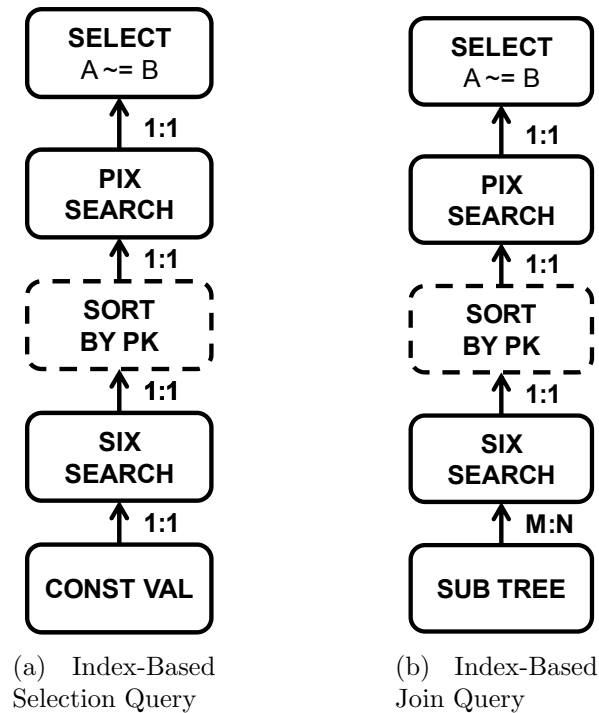 SELECT
A ~= B
1:1
PIX
SEARCH
1:1
SORT
BY PK
1:1
SIX
SEARCH
1:1
CONST VAL
(a) Index-Based
Selection Query
SELECT
A ~= B
1:1
PIX
SEARCH
1:1
SORT
BY PK
1:1
SIX
SEARCH
M:N
SUB TREE
(b) Index-Based
Join Query